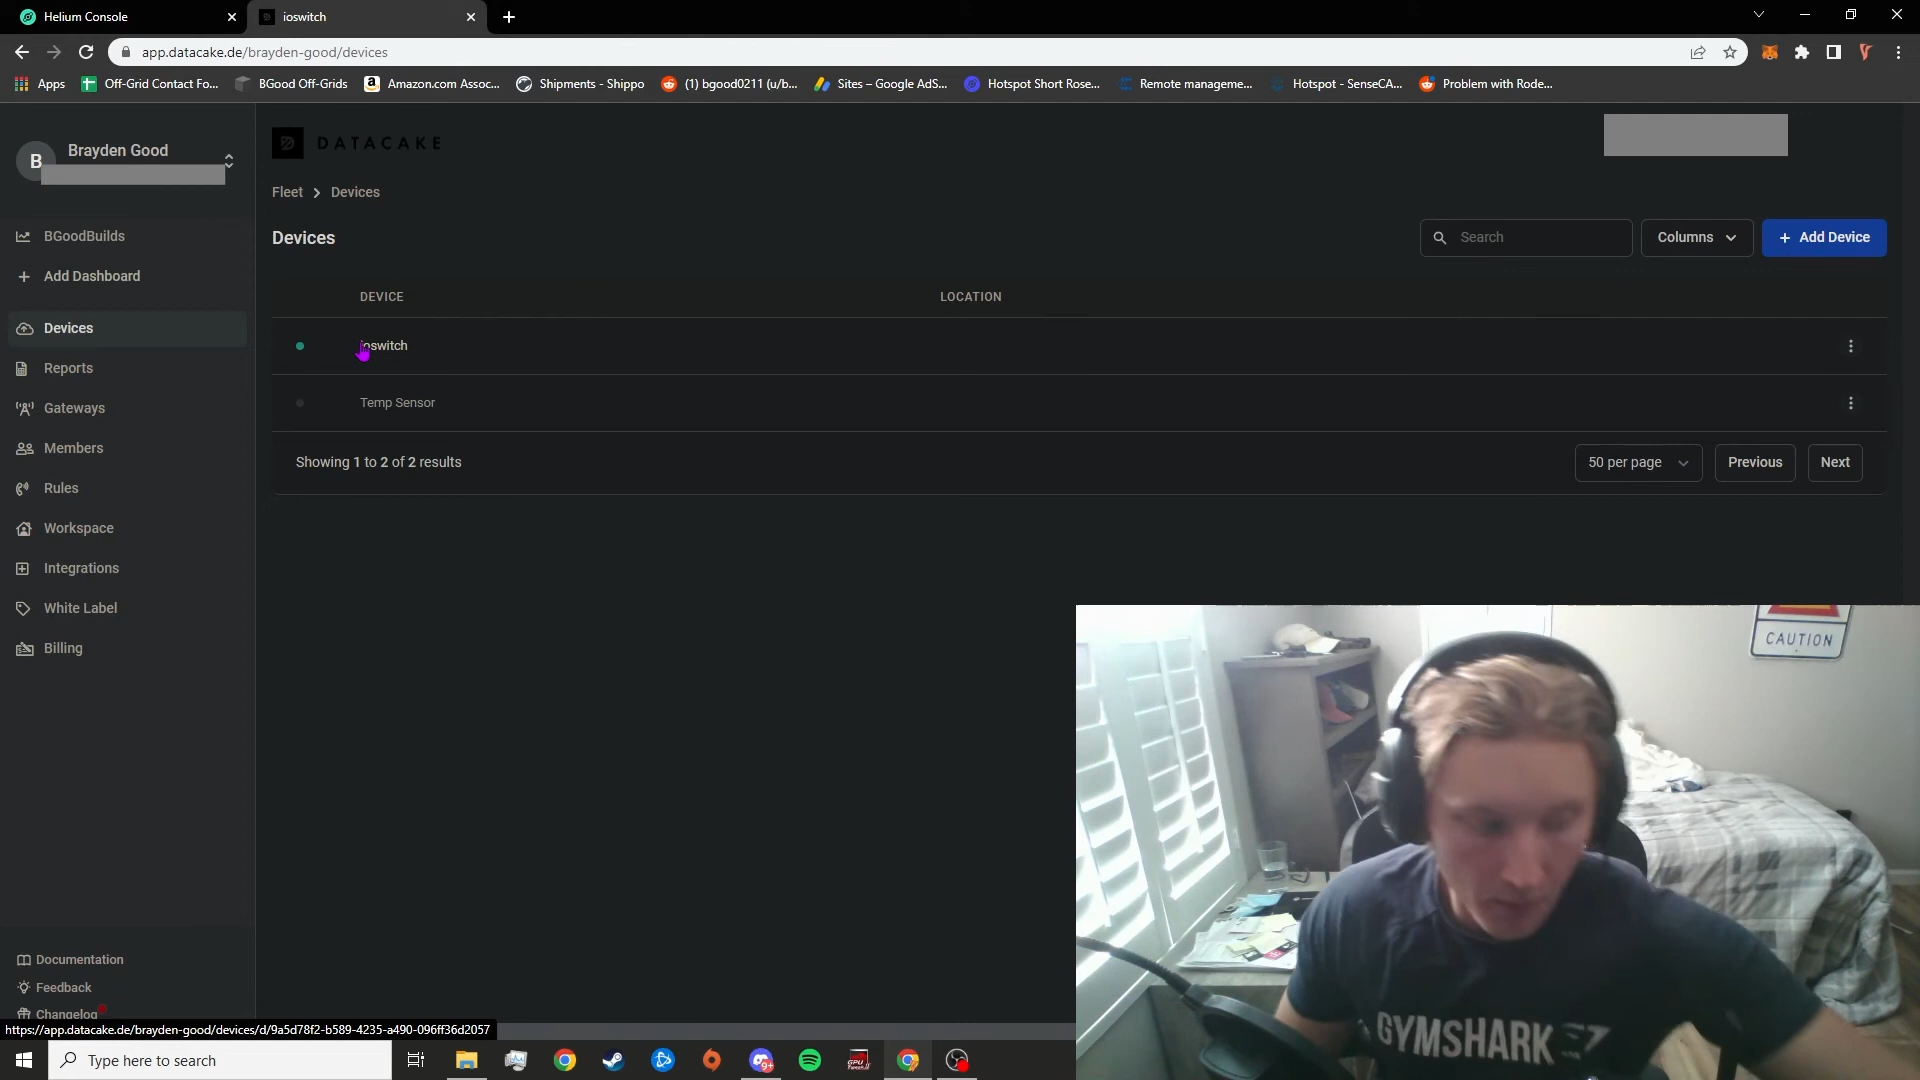 Helium Console
ioswitch
app.datacake.de/brayden-good/devices
Apps
Off-Grid Contact Fo...
BGood Off-Grids
Amazon.com Assoc...
Shipments - Shippo
(1) bgood0211 (u/b...
Sites – Google AdS...
Hotspot Short Rose...
Remote manageme...
Hotspot - SenseCA...
Problem with Rode...
B
Brayden Good
DATACAKE
Fleet > Devices
BGoodBuilds
Devices
Search
Columns
+ Add Device
Add Dashboard
DEVICE
LOCATION
Devices
ioswitch
Reports
Temp Sensor
Gateways
Members
Showing 1 to 2 of 2 results
50 per page
Previous
Next
Rules
Workspace
Integrations
White Label
Billing
CAUTION
Documentation
Feedback
Changelog
https://app.datacake.de/brayden-good/devices/d/9a5d78f2-b589-4235-a490-096ff36d2057
GYMSHARK
Type here to search
9+
GPU